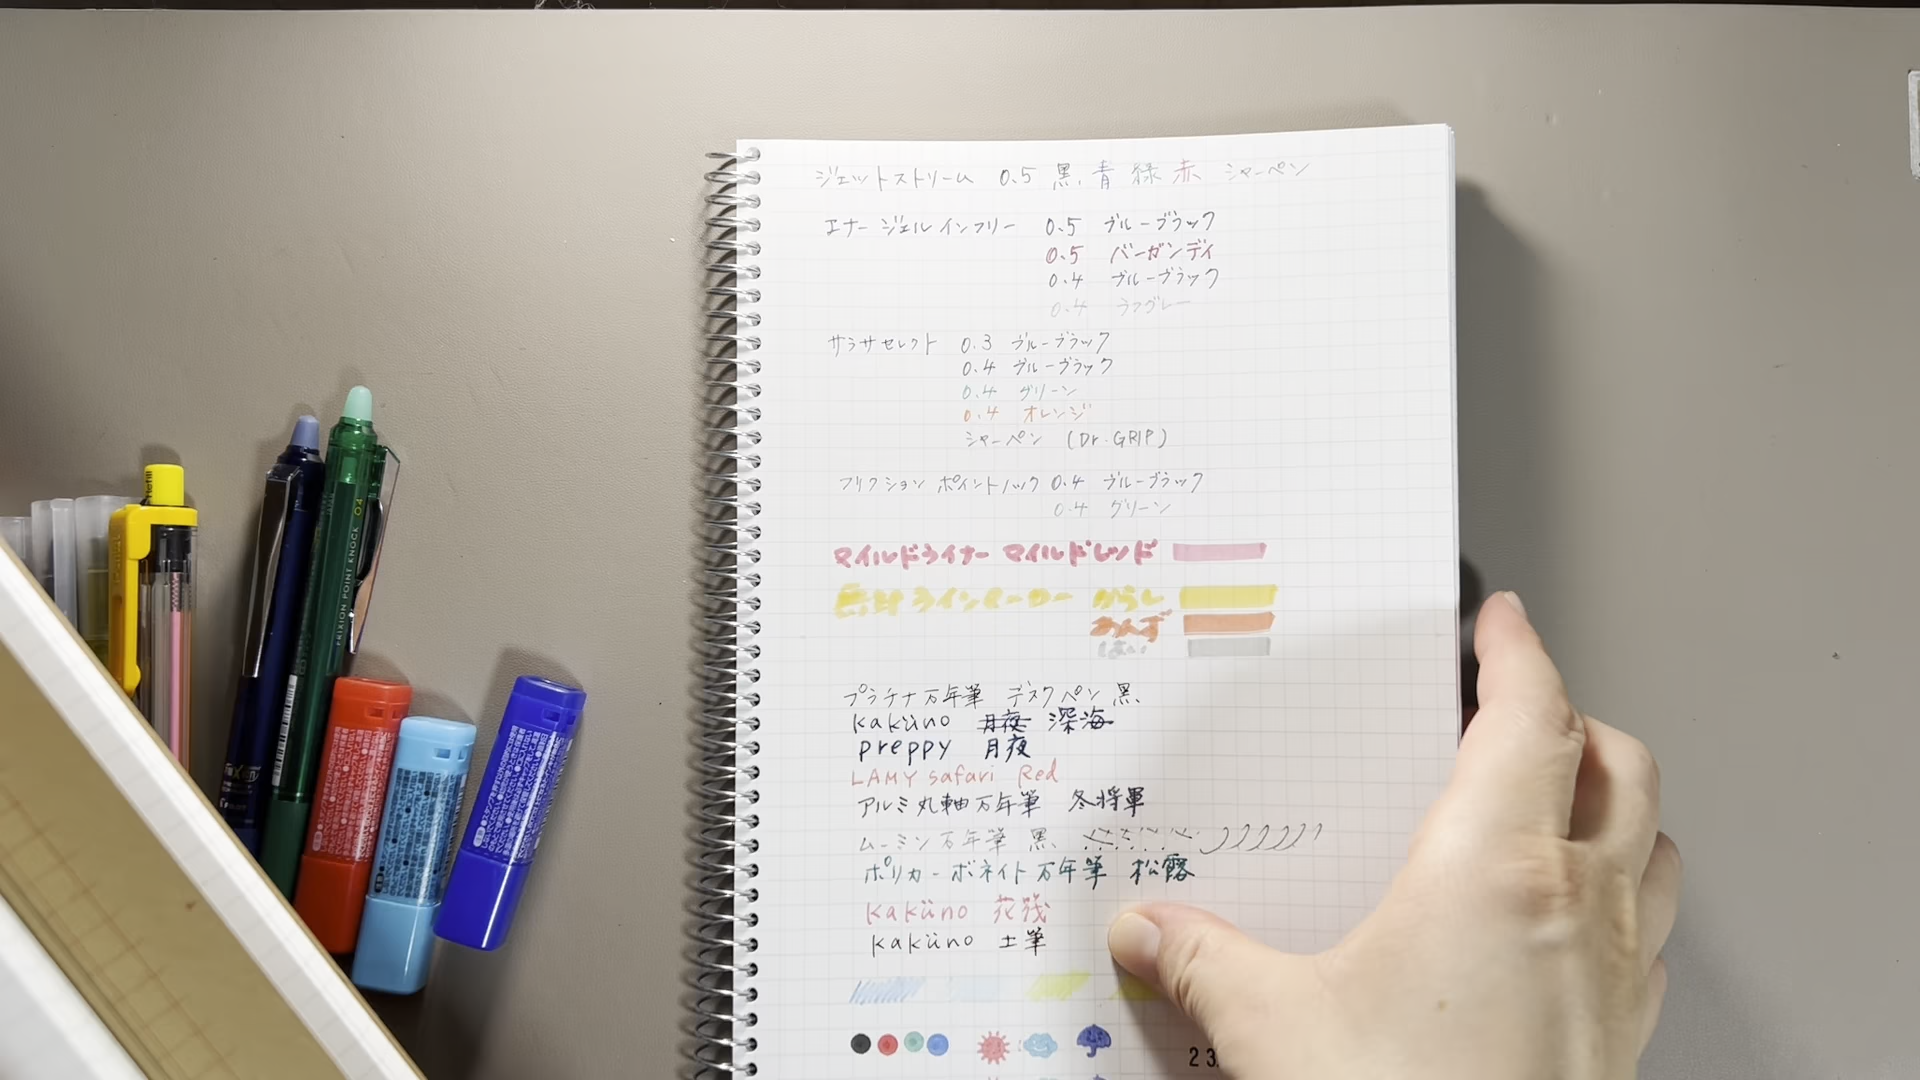 ジェットストリーム 0.5 黒 青 緑 赤 シャーペン
エナージェルインフリー 0.5 ブルーブラック
0.5 バーガンディ
0.4 ブルーブラック
0.4 ラフグレー
サラサセレクト 0.3 ブルーブラック
0.4 ブルーブラック
0.4 グリーン
0.4 オレンジ
シャーペン (Dr. GRIP)
フリクション ポイントノック 0.4 ブルーブラック
0.4 グリーン
マイルドライナー マイルドレッド
ラインマーカー からし
あんず
はい
プラチナ万年筆 デスクペン 黒
kaküno 月夜 深海
preppy 月夜
LAMY safari Red
アルミ丸軸万年筆 冬将軍
ムーミン万年筆 黒
ポリカーボネイト万年筆 松露
kaküno 花筏
kaküno 土筆
23
Refill
FRIXION POINT KNOCK 04